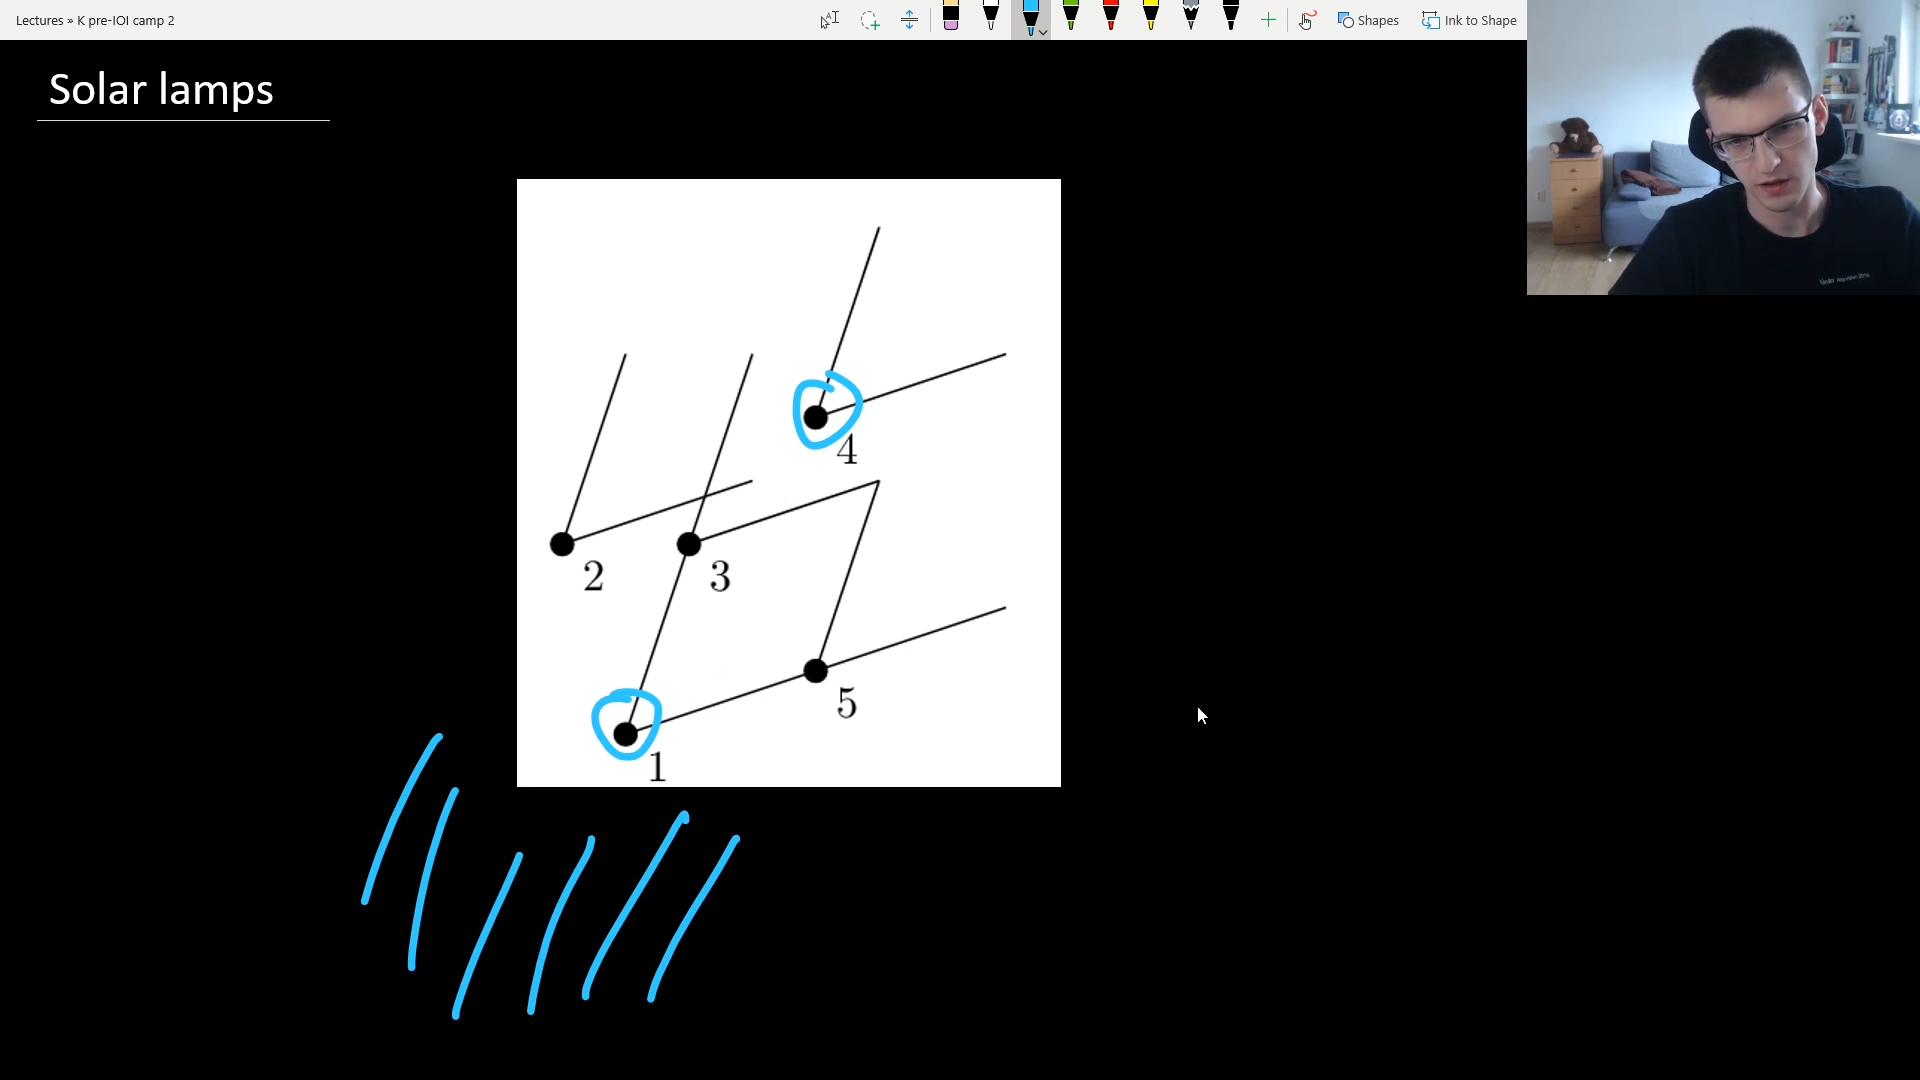 Lectures » K pre-IOI camp 2
Shapes
Ink to Shape
Solar lamps
4
2
3
5
1